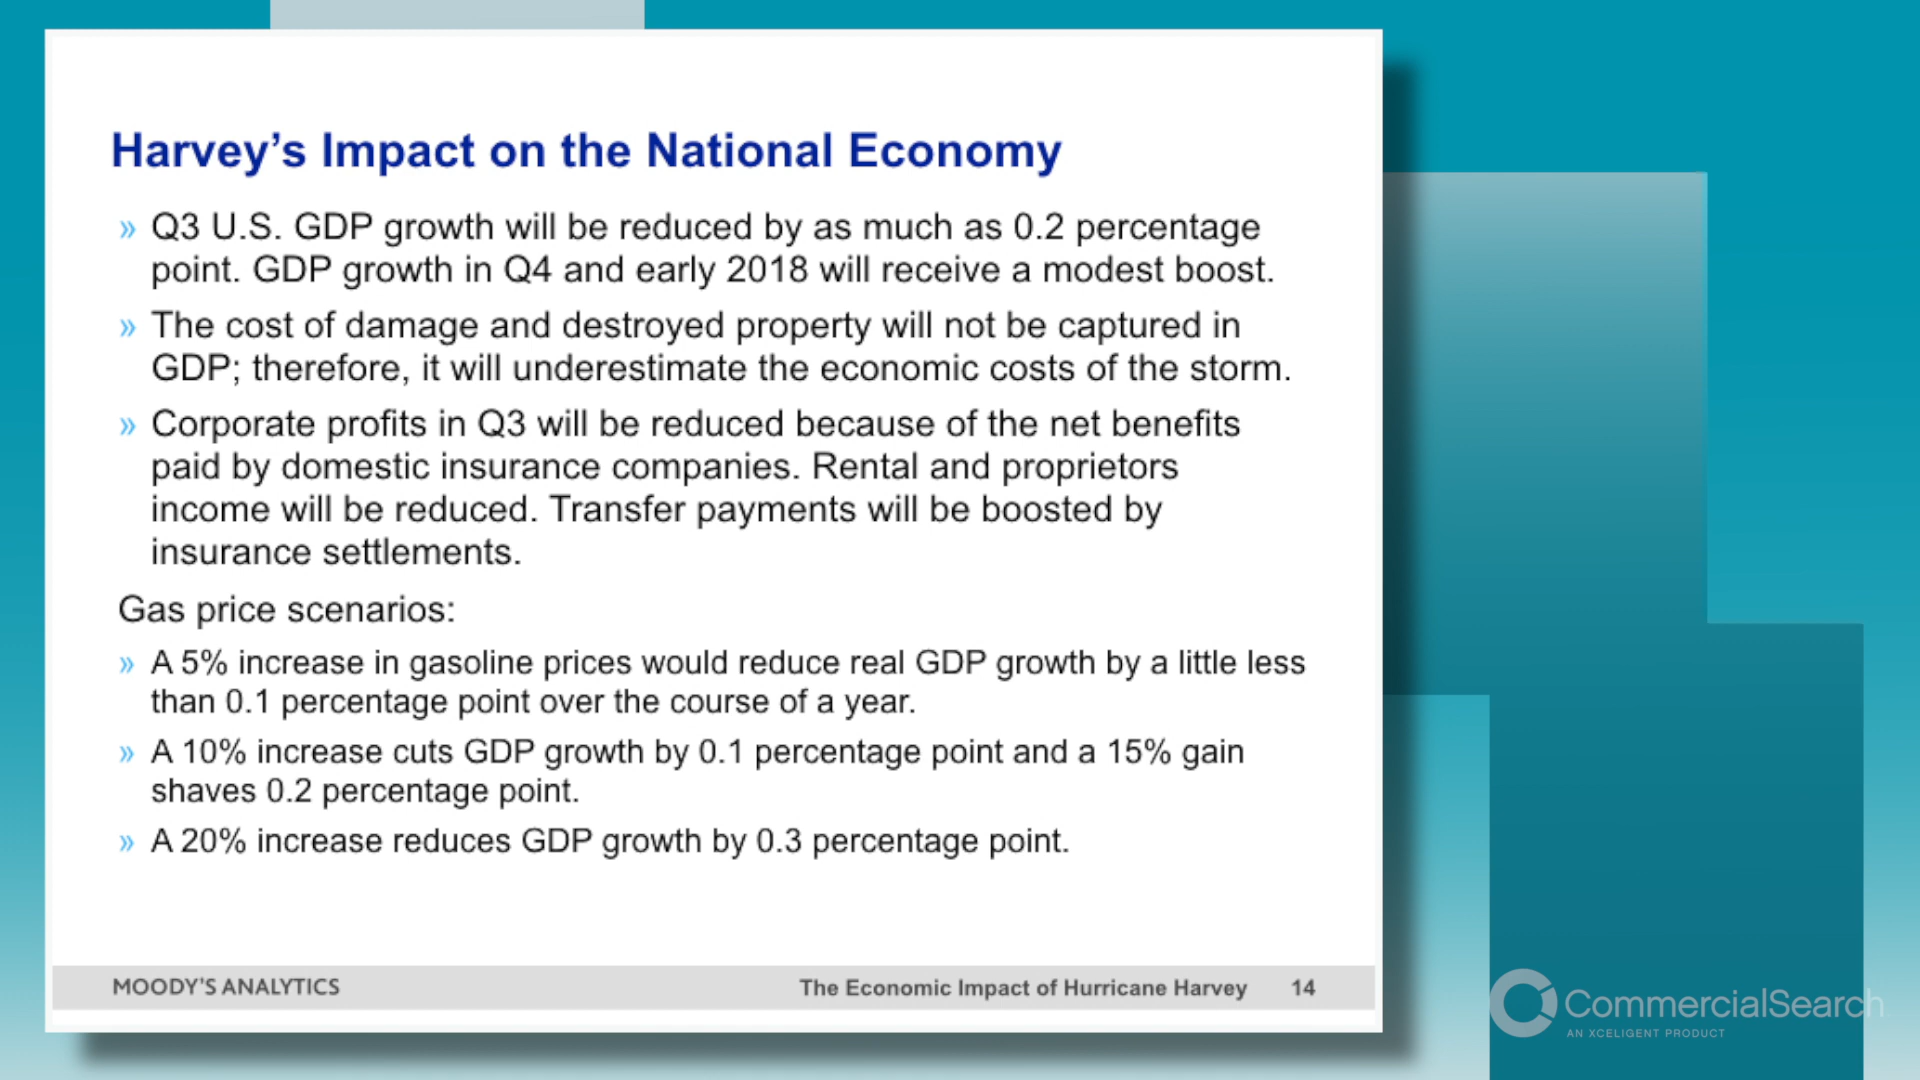 Harvey's Impact on the National Economy
» Q3 U.S. GDP growth will be reduced by as much as 0.2 percentage
point. GDP growth in Q4 and early 2018 will receive a modest boost.
» The cost of damage and destroyed property will not be captured in
GDP; therefore, it will underestimate the economic costs of the storm.
» Corporate profits in Q3 will be reduced because of the net benefits
paid by domestic insurance companies. Rental and proprietors
income will be reduced. Transfer payments will be boosted by
insurance settlements.
Gas price scenarios:
» A 5% increase in gasoline prices would reduce real GDP growth by a little less
than 0.1 percentage point over the course of a year.
» A 10% increase cuts GDP growth by 0.1 percentage point and a 15% gain
shaves 0.2 percentage point.
» A 20% increase reduces GDP growth by 0.3 percentage point.
MOODY'S ANALYTICS The Economic Impact of Hurricane Harvey 14
CommercialSearch
AN XCELIGENT PRODUCT